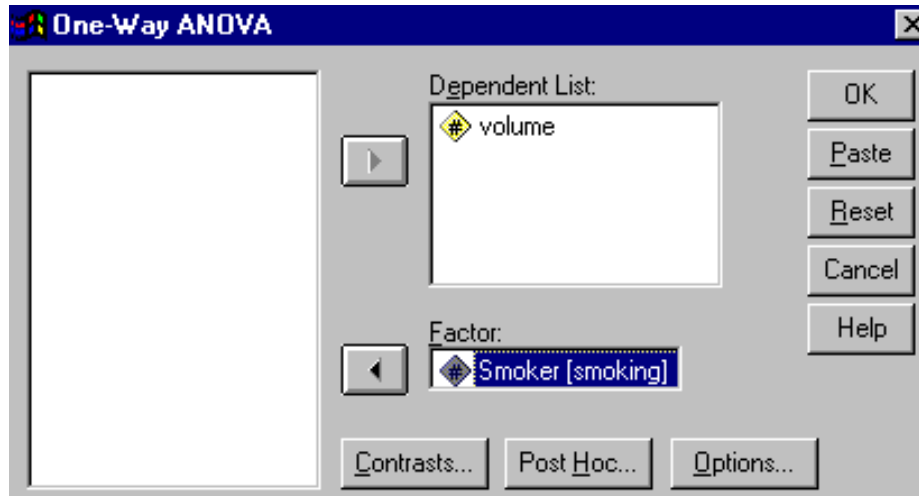 One-Way ANOVA
Dependent List:
# volume
Factor:
# Smoker [smoking]
OK
Paste
Reset
Cancel
Help
Contrasts...
Post Hoc...
Options...